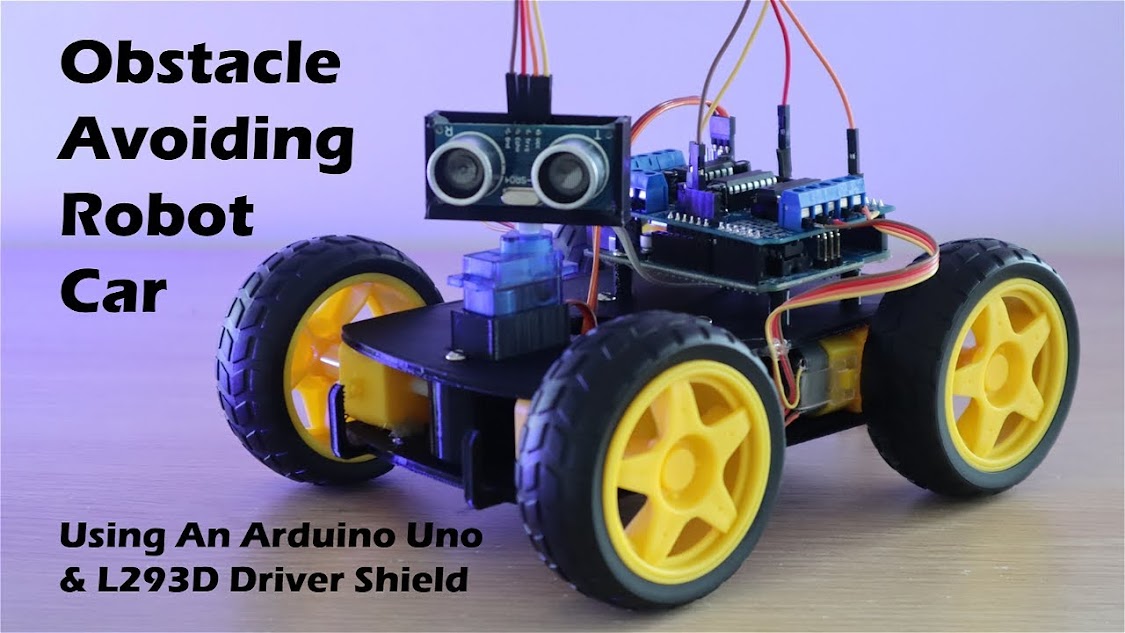 Obstacle
Avoiding
Robot
Car
R
T
Using An Arduino Uno
& L293D Driver Shield